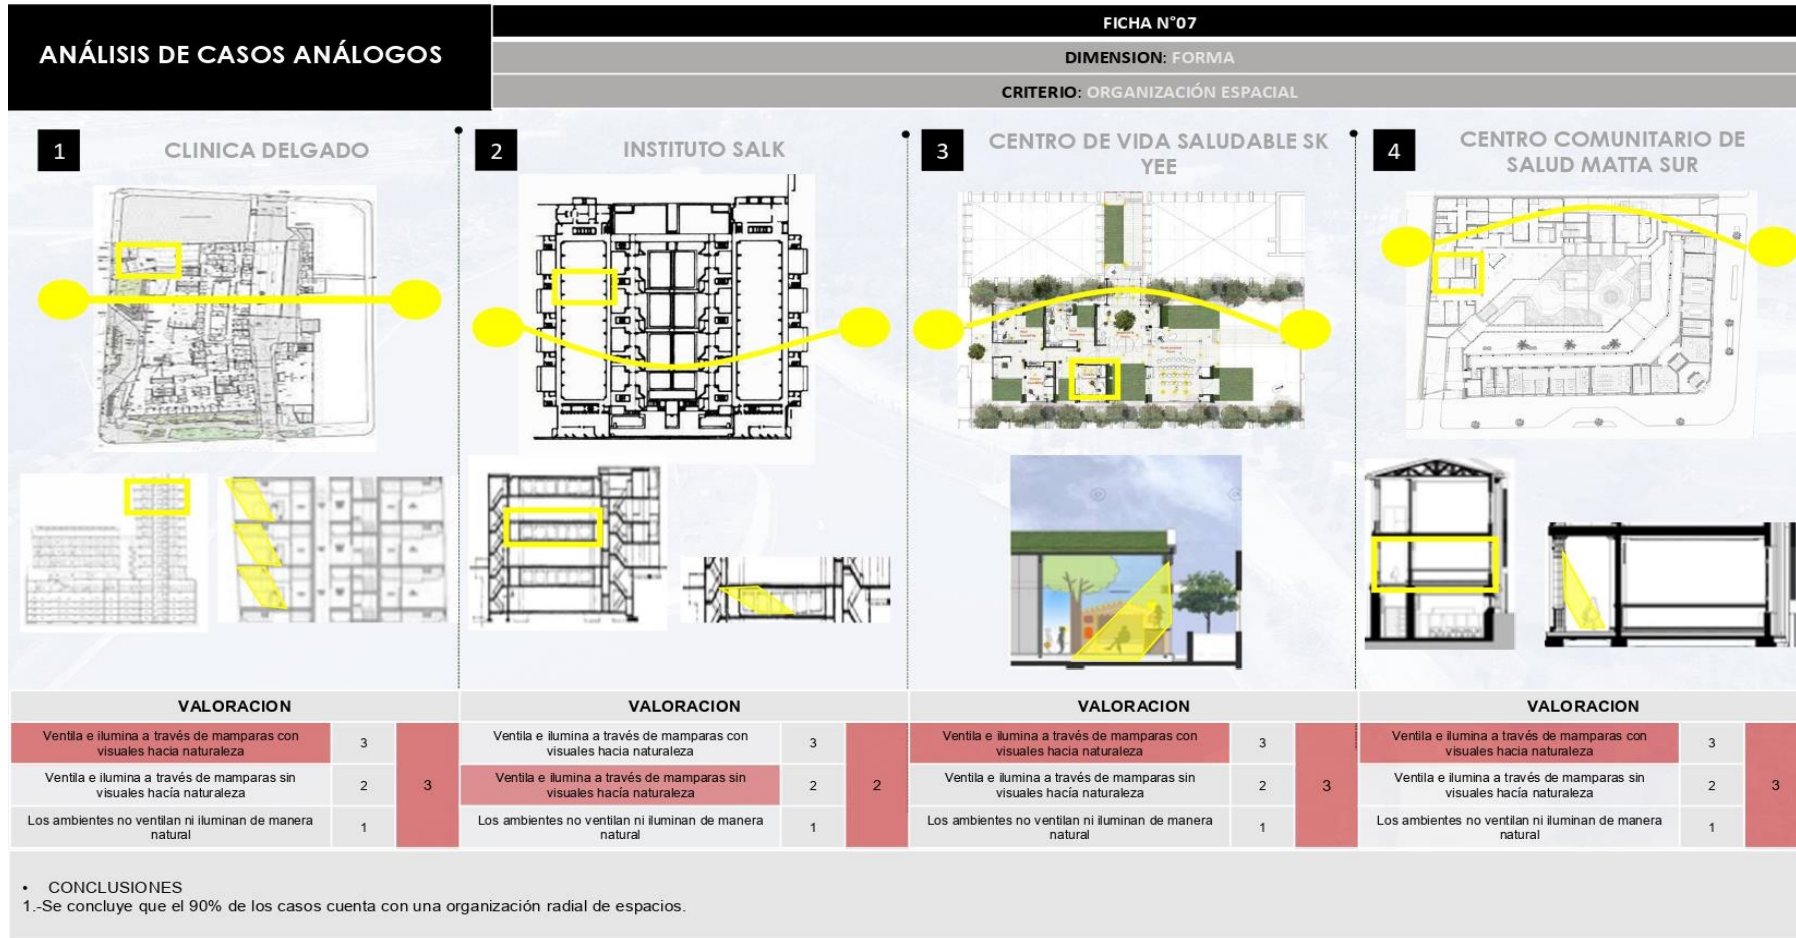 ANÁLISIS DE CASOS ANÁLOGOS
FICHA N°07
DIMENSION: FORMA
CRITERIO: ORGANIZACIÓN ESPACIAL
1
CLINICA DELGADO
2
INSTITUTO SALK
3
CENTRO DE VIDA SALUDABLE SK
YEE
4
CENTRO COMUNITARIO DE
SALUD MATTA SUR
VALORACION
Ventila e ilumina a través de mamparas con
visuales hacia naturaleza
3
Ventila e ilumina a través de mamparas sin
visuales hacía naturaleza
2
Los ambientes no ventilan ni iluminan de manera
natural
1
3
VALORACION
Ventila e ilumina a través de mamparas con
visuales hacia naturaleza
3
Ventila e ilumina a través de mamparas sin
visuales hacía naturaleza
2
Los ambientes no ventilan ni iluminan de manera
natural
1
2
VALORACION
Ventila e ilumina a través de mamparas con
visuales hacia naturaleza
3
Ventila e ilumina a través de mamparas sin
visuales hacía naturaleza
2
Los ambientes no ventilan ni iluminan de manera
natural
1
3
VALORACION
Ventila e ilumina a través de mamparas con
visuales hacia naturaleza
3
Ventila e ilumina a través de mamparas sin
visuales hacía naturaleza
2
Los ambientes no ventilan ni iluminan de manera
natural
1
3
• CONCLUSIONES
1.-Se concluye que el 90% de los casos cuenta con una organización radial de espacios.